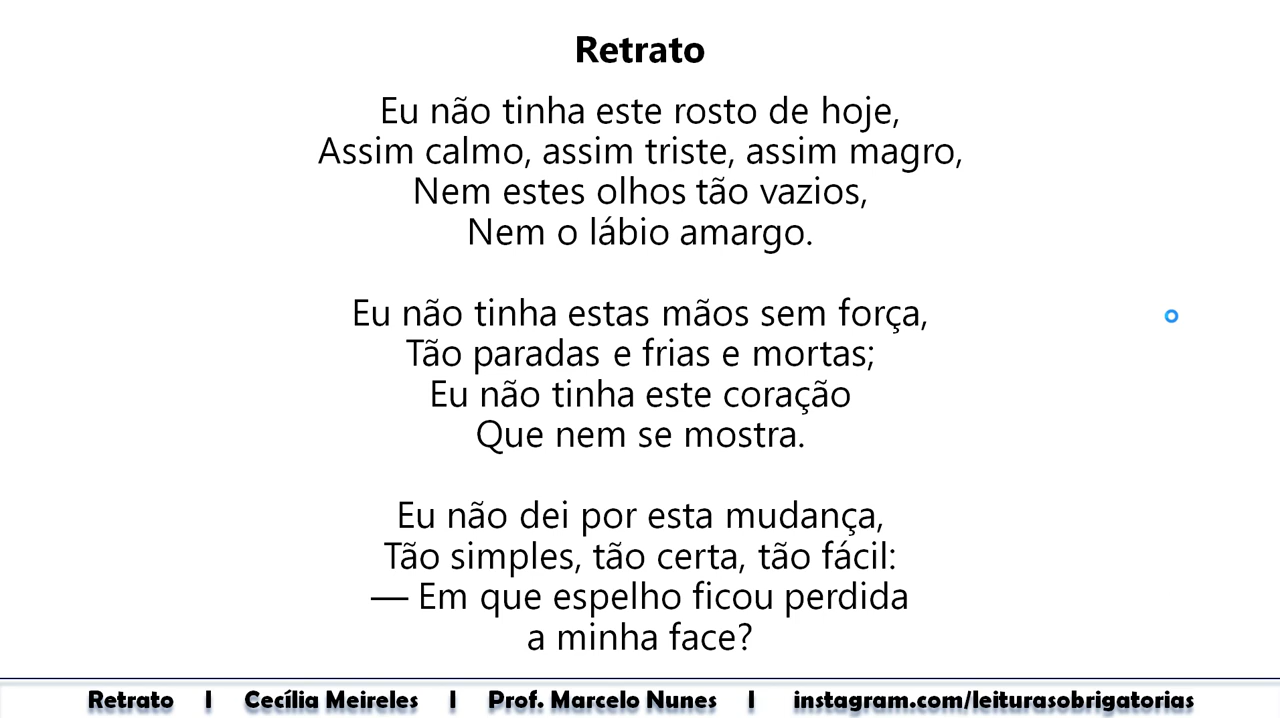 Retrato
Eu não tinha este rosto de hoje,
Assim calmo, assim triste, assim magro,
Nem estes olhos tão vazios,
Nem o lábio amargo.
Eu não tinha estas mãos sem força,
Tão paradas e frias e mortas;
Eu não tinha este coração
Que nem se mostra.
Eu não dei por esta mudança,
Tão simples, tão certa, tão fácil:
— Em que espelho ficou perdida
a minha face?
Retrato I Cecília Meireles I Prof. Marcelo Nunes I instagram.com/leiturasobrigatorias